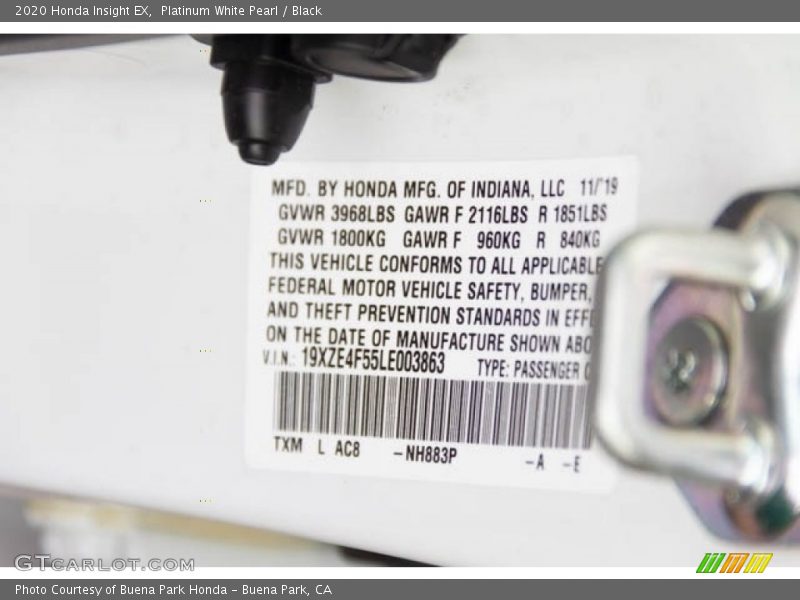 2020 Honda Insight EX, Platinum White Pearl / Black
MFD. BY HONDA MFG. OF INDIANA, LLC 11/'19
GVWR 3968LBS GAWR F 2116LBS R 1851LBS
GVWR 1800KG GAWR F 960KG R 840KG
THIS VEHICLE CONFORMS TO ALL APPLICABLE
FEDERAL MOTOR VEHICLE SAFETY, BUMPER,
AND THEFT PREVENTION STANDARDS IN EFF
ON THE DATE OF MANUFACTURE SHOWN ABO
V.I.N.: 19XZE4F55LE003863 TYPE: PASSENGER
TXM L AC8 -NH883P -A -E
GTCARLOT.COM
Photo Courtesy of Buena Park Honda - Buena Park, CA